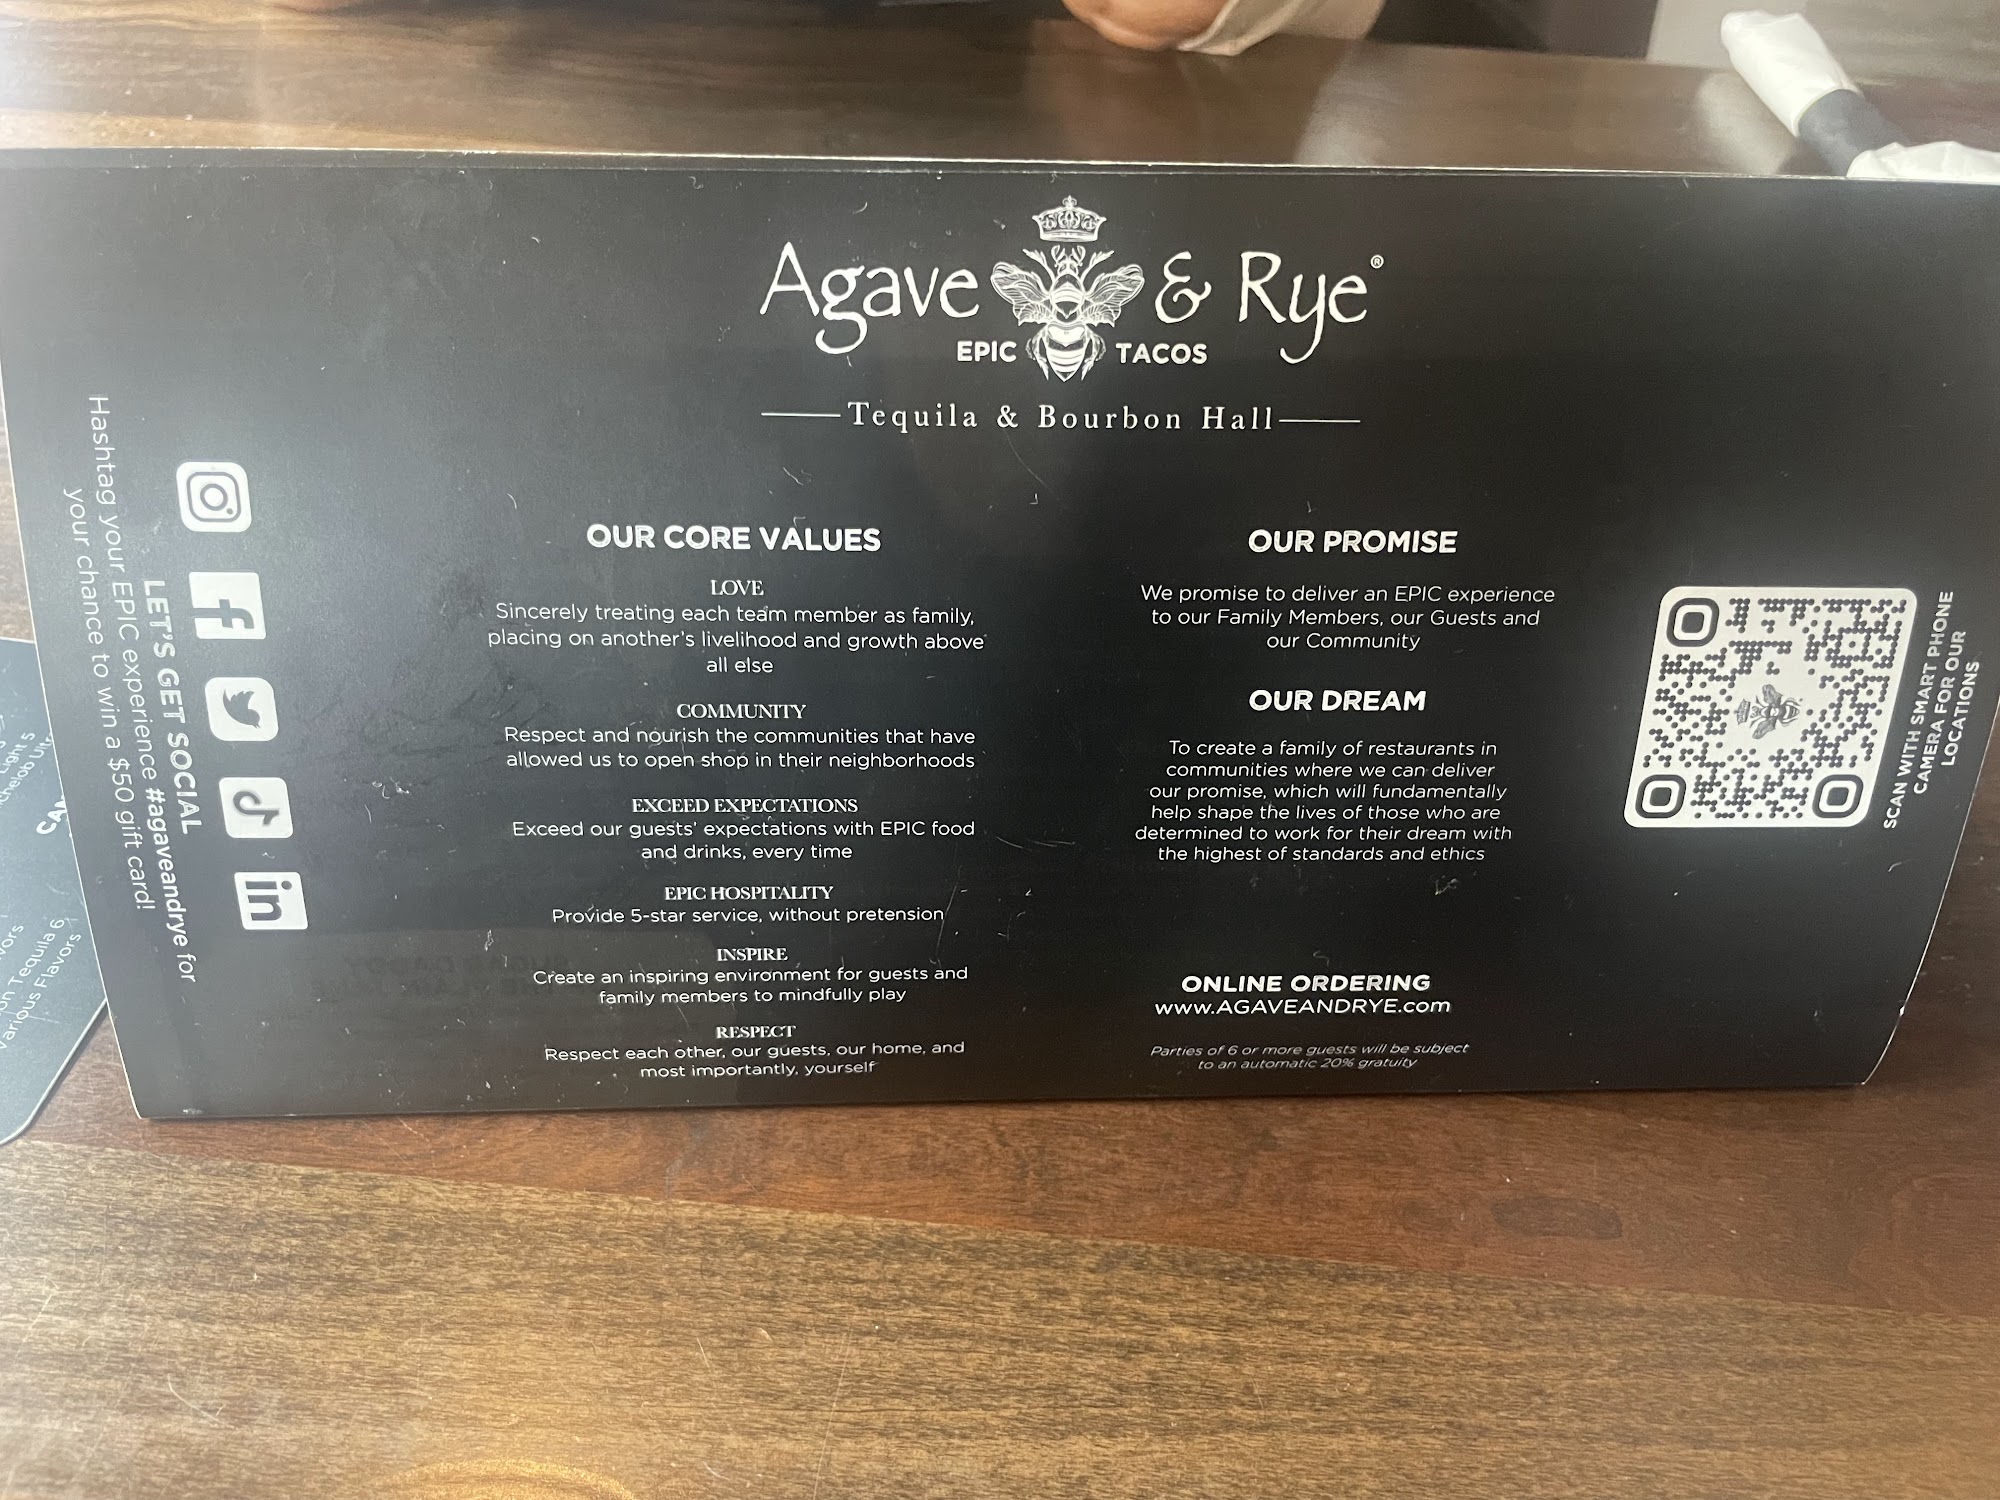 Agave & Rye®
EPIC TACOS
Tequila & Bourbon Hall
OUR CORE VALUES
LOVE
Sincerely treating each team member as family,
placing on another's livelihood and growth above
all else
COMMUNITY
Respect and nourish the communities that have
allowed us to open shop in their neighborhoods
EXCEED EXPECTATIONS
Exceed our guests' expectations with EPIC food
and drinks, every time
EPIC HOSPITALITY
Provide 5-star service, without pretension
INSPIRE
Create an inspiring environment for guests and
family members to mindfully play
RESPECT
Respect each other, our guests, our home, and
most importantly, yourself
OUR PROMISE
We promise to deliver an EPIC experience
to our Family Members, our Guests and
our Community
OUR DREAM
To create a family of restaurants in
communities where we can deliver
our promise, which will fundamentally
help shape the lives of those who are
determined to work for their dream with
the highest of standards and ethics
ONLINE ORDERING
www.AGAVEANDRYE.com
Parties of 6 or more guests will be subject
to an automatic 20% gratuity
SCAN WITH SMART PHONE
CAMERA FOR OUR
LOCATIONS
LET'S GET SOCIAL
Hashtag your EPIC experience #agaveandrye for
your chance to win a $50 gift card!
Light 5
Tequila 6
Various Flavors